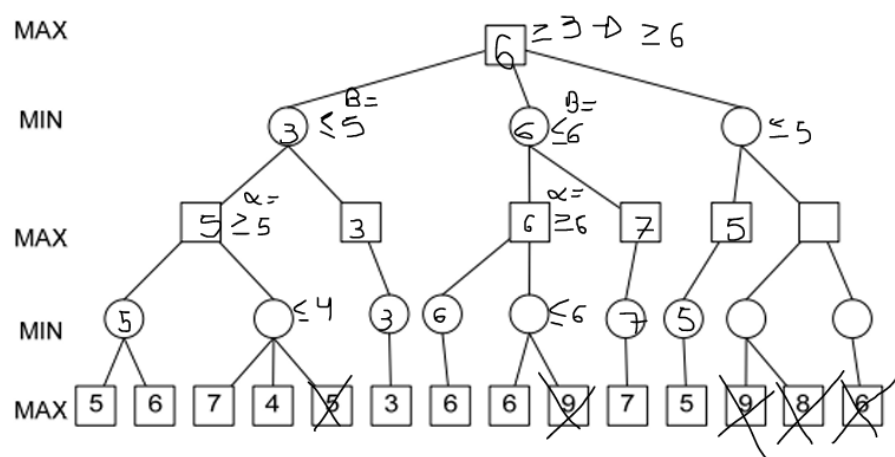 MAX 6 ≥ 3 → ≥ 6
MIN 3 B= ≤ 5 6 B= ≤ 6 ≤ 5
MAX 5 α= ≥ 5 3 6 α= ≥ 6 7 5
MIN 5 ≤ 4 3 6 ≤ 6 7 5
MAX 5 6 7 4 5 3 6 6 9 7 5 9 8 6